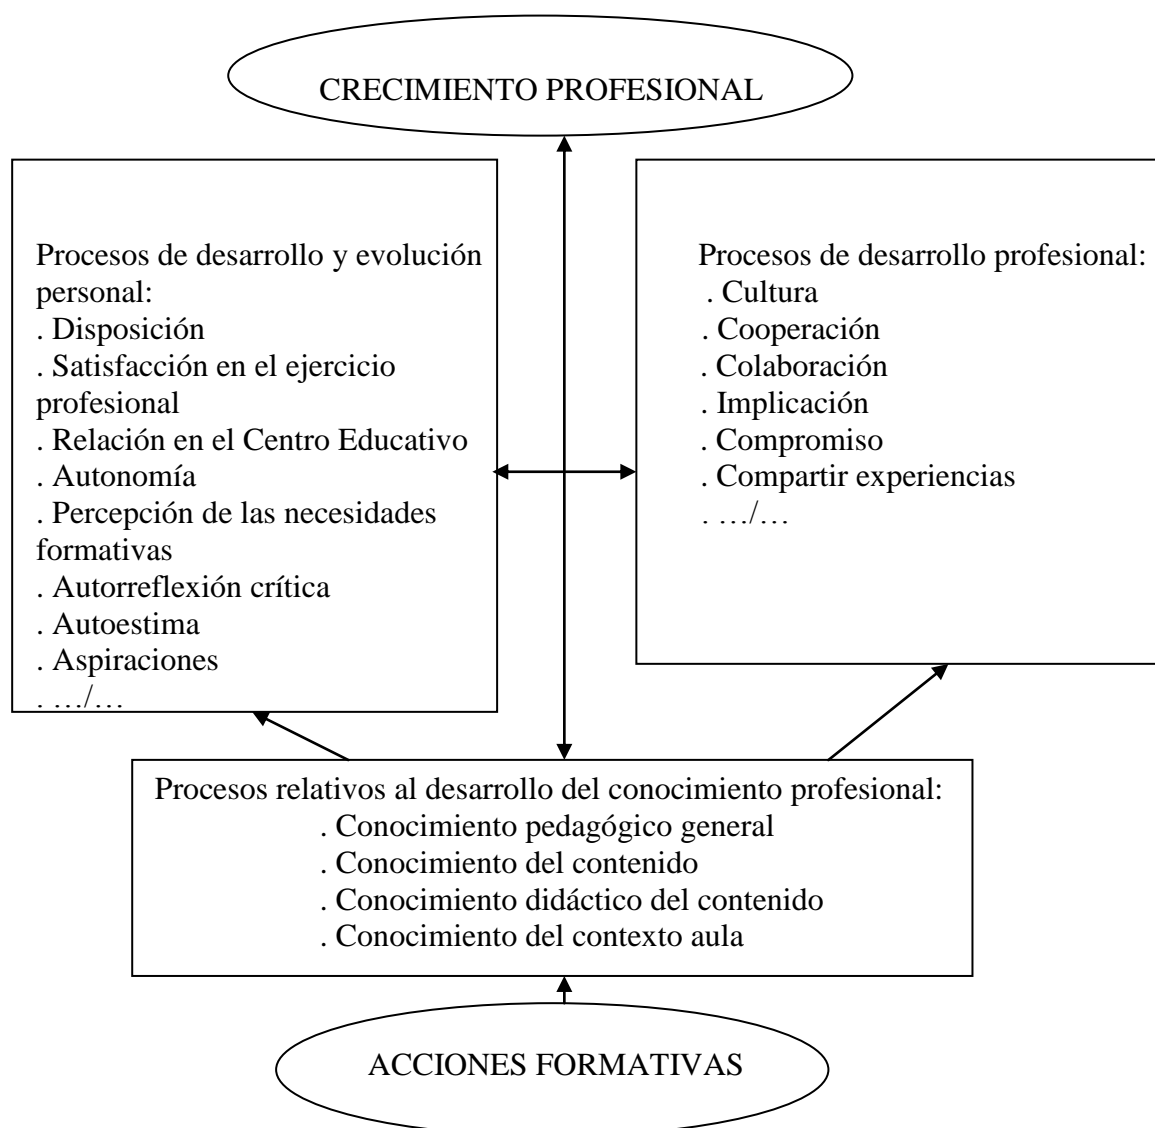 CRECIMIENTO PROFESIONAL
Procesos de desarrollo y evolución
personal:
. Disposición
. Satisfacción en el ejercicio
profesional
. Relación en el Centro Educativo
. Autonomía
. Percepción de las necesidades
formativas
. Autorreflexión crítica
. Autoestima
. Aspiraciones
. …/…
Procesos de desarrollo profesional:
. Cultura
. Cooperación
. Colaboración
. Implicación
. Compromiso
. Compartir experiencias
. …/…
Procesos relativos al desarrollo del conocimiento profesional:
. Conocimiento pedagógico general
. Conocimiento del contenido
. Conocimiento didáctico del contenido
. Conocimiento del contexto aula
ACCIONES FORMATIVAS